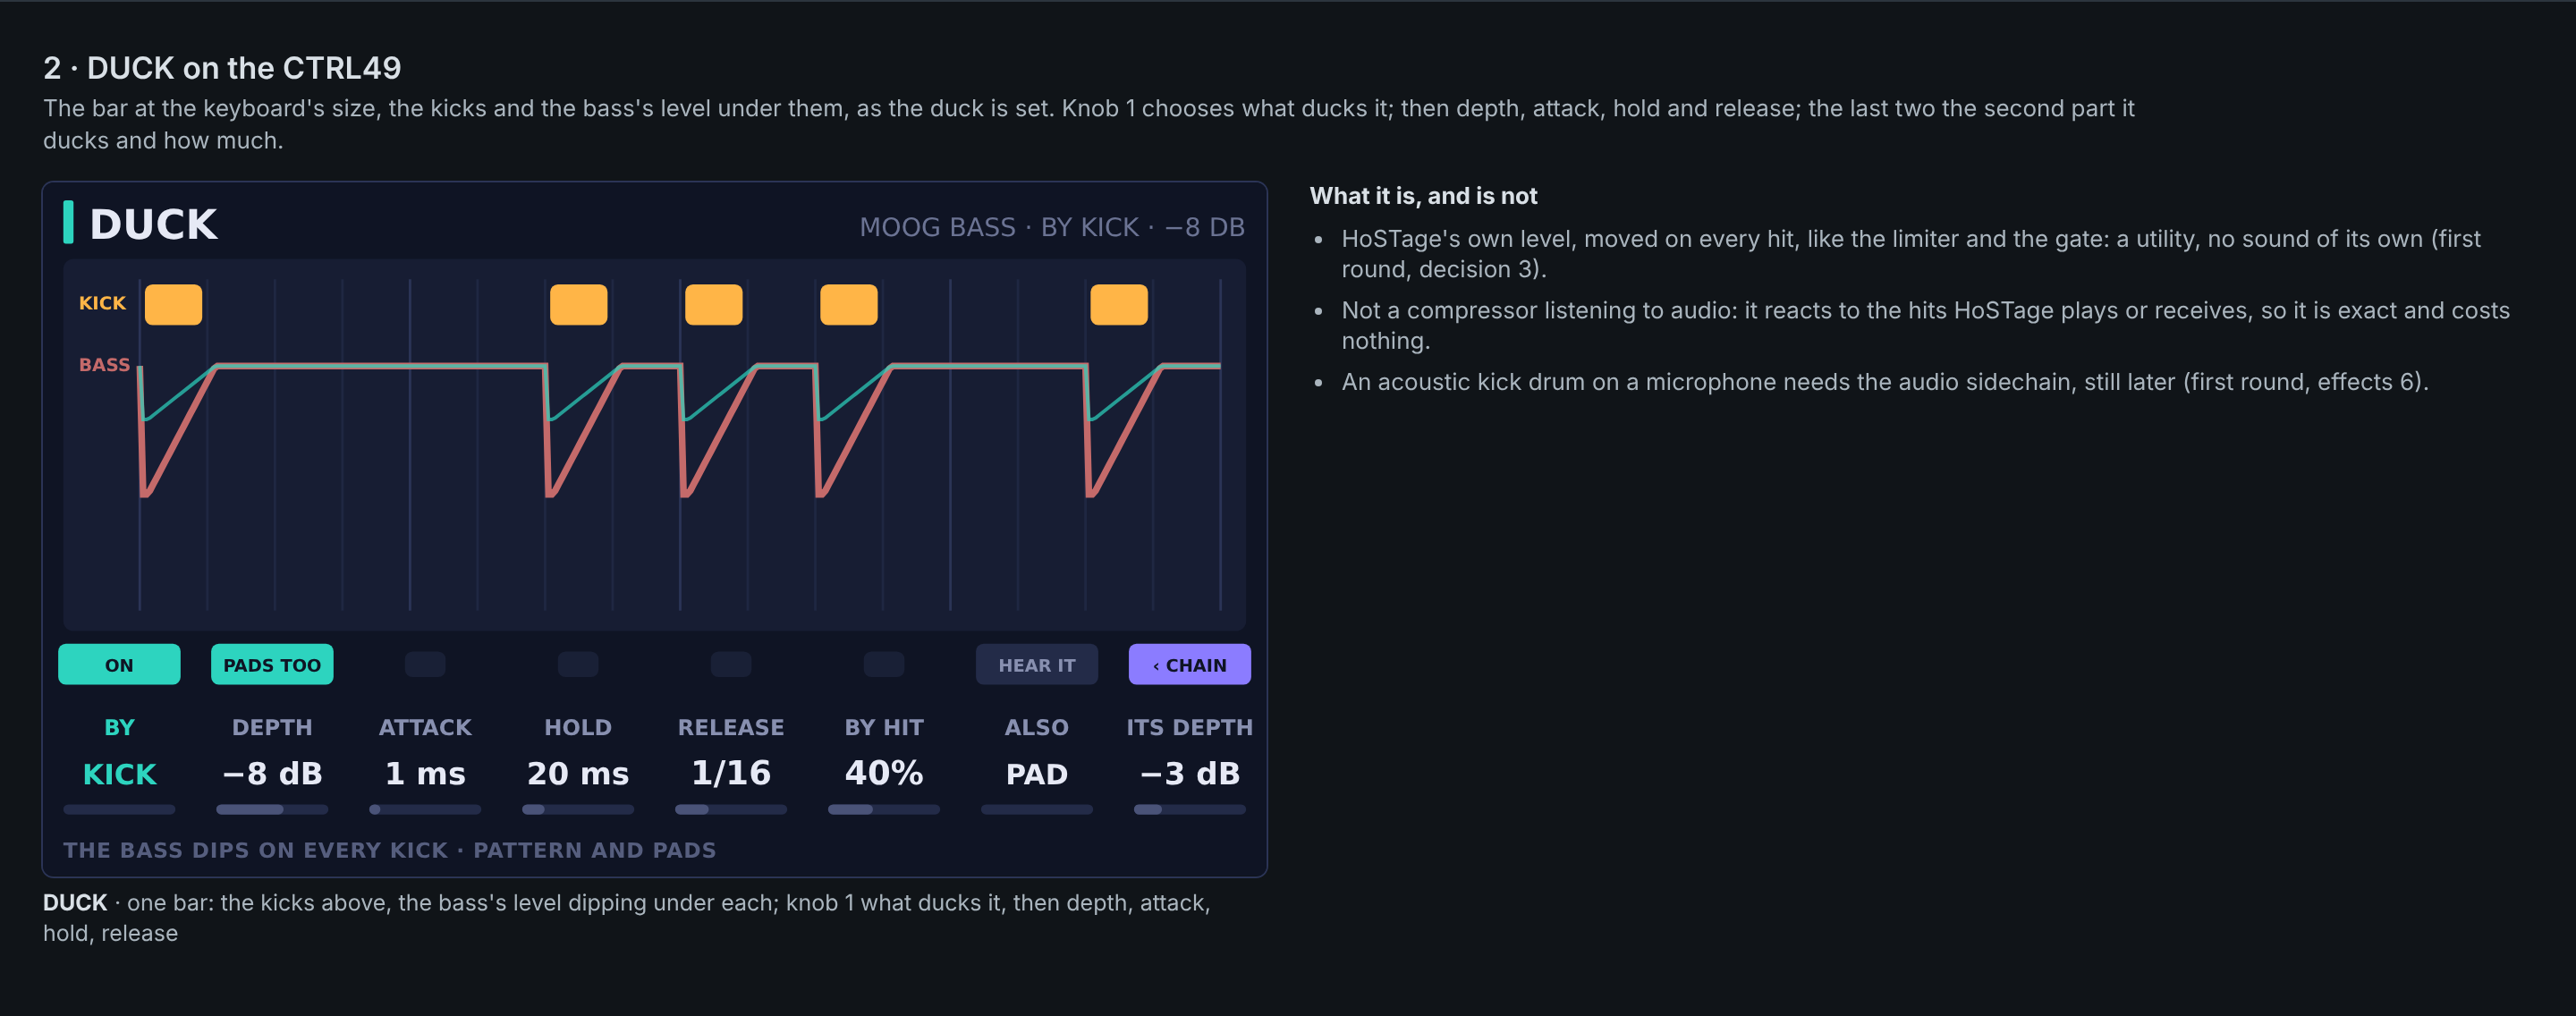 2 · DUCK on the CTRL49
The bar at the keyboard's size, the kicks and the bass's level under them, as the duck is set. Knob 1 chooses what ducks it; then depth, attack, hold and release; the last two the second part it
ducks and how much.
DUCK
MOOG BASS · BY KICK · −8 DB
KICK
BASS
ON
PADS TOO
HEAR IT
‹ CHAIN
BY
DEPTH
ATTACK
HOLD
RELEASE
BY HIT
ALSO
ITS DEPTH
KICK
−8 dB
1 ms
20 ms
1/16
40%
PAD
−3 dB
THE BASS DIPS ON EVERY KICK · PATTERN AND PADS
DUCK · one bar: the kicks above, the bass's level dipping under each; knob 1 what ducks it, then depth, attack,
hold, release
What it is, and is not
• HoSTage's own level, moved on every hit, like the limiter and the gate: a utility, no sound of its own (first
round, decision 3).
• Not a compressor listening to audio: it reacts to the hits HoSTage plays or receives, so it is exact and costs
nothing.
• An acoustic kick drum on a microphone needs the audio sidechain, still later (first round, effects 6).